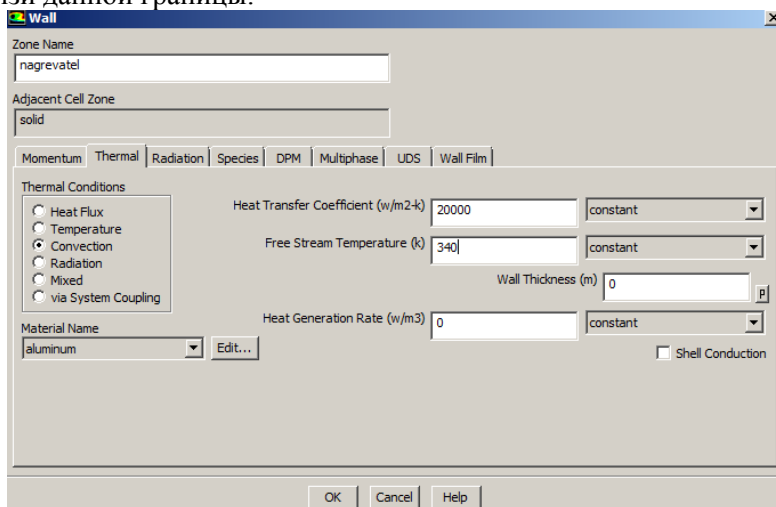 данной границы.
Wall
Zone Name
nagrevatel
Adjacent Cell Zone
solid
Momentum Thermal Radiation Species DPM Multiphase UDS Wall Film
Thermal Conditions
Heat Flux
Temperature
Convection
Radiation
Mixed
via System Coupling
Heat Transfer Coefficient (w/m2-k) 20000 constant
Free Stream Temperature (k) 340 constant
Wall Thickness (m) 0 P
Heat Generation Rate (w/m3) 0 constant
Material Name
aluminum Edit...
Shell Conduction
OK Cancel Help